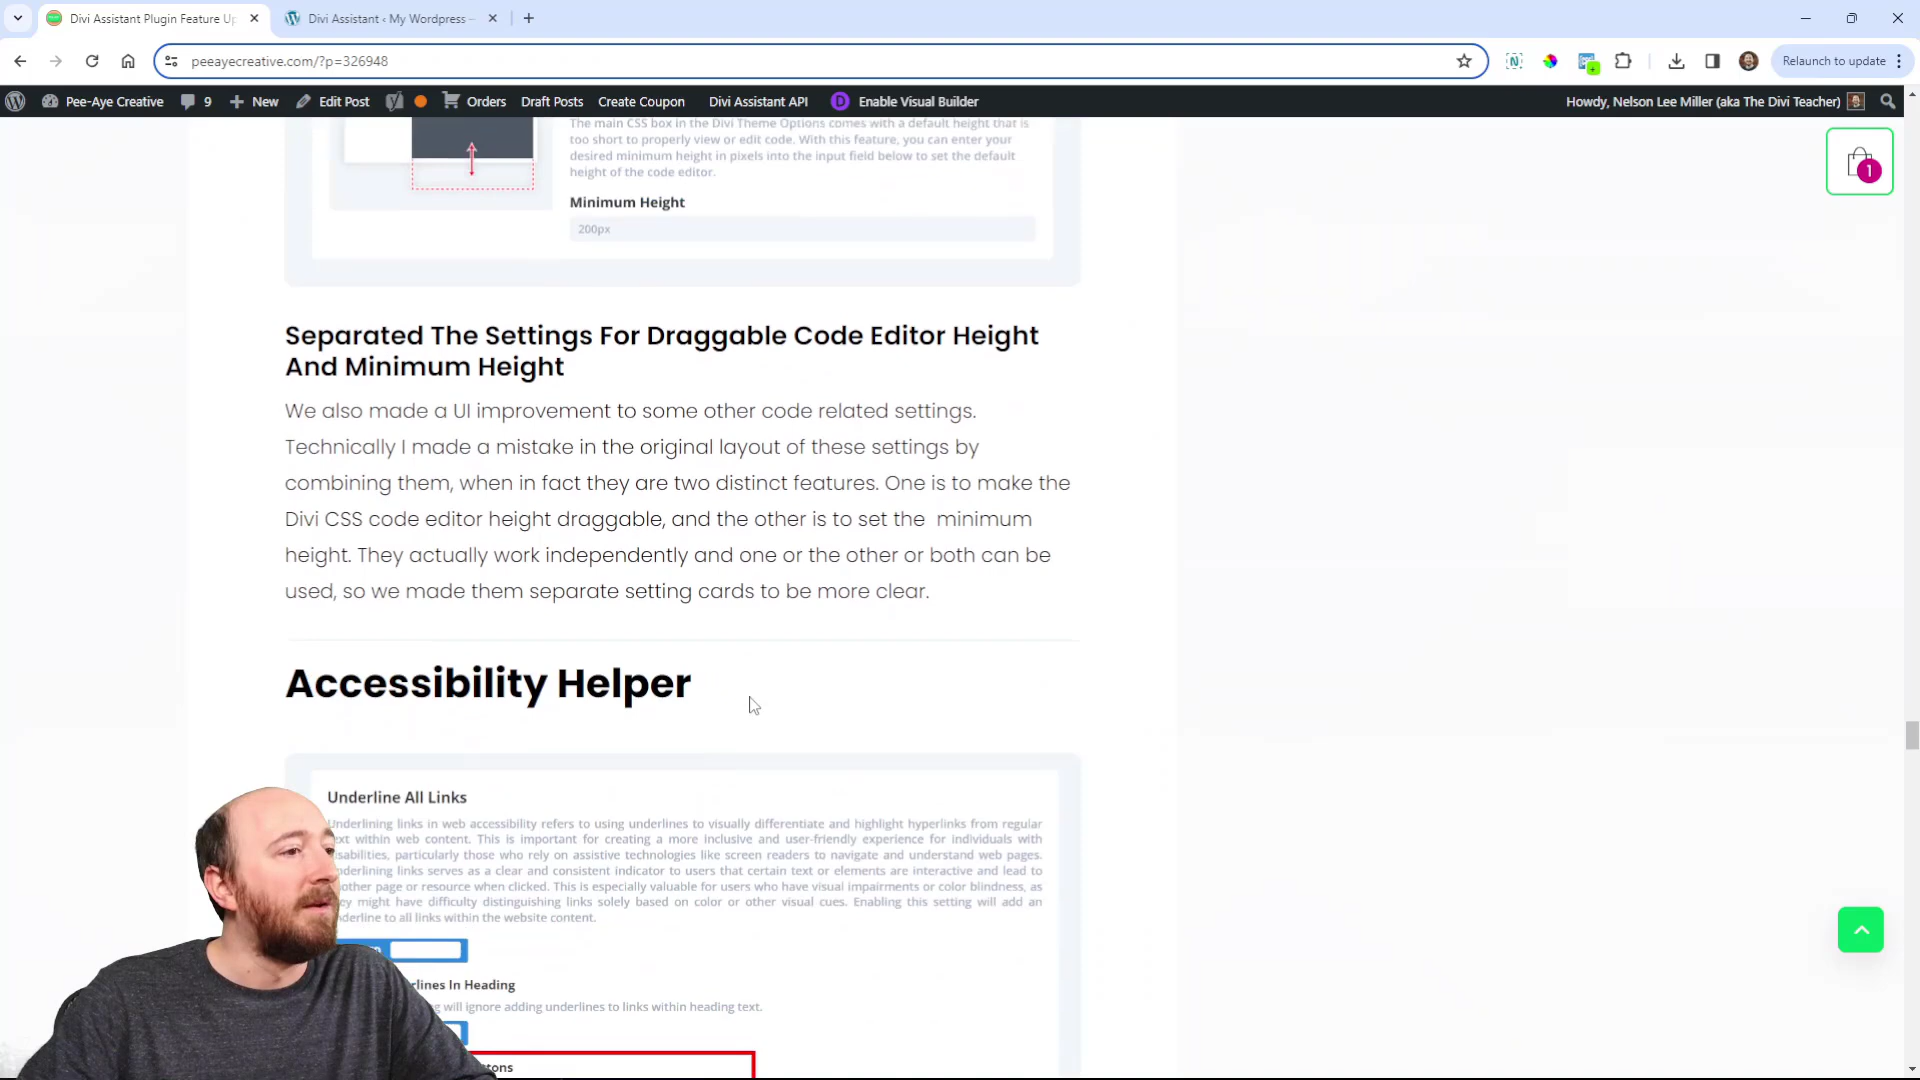 Divi Assistant Plugin Feature Up
Divi Assistant ‹ My Wordpress –
peeayecreative.com/?p=326948
Relaunch to update
Pee-Aye Creative
9
New
Edit Post
Orders
Draft Posts
Create Coupon
Divi Assistant API
D
Enable Visual Builder
Howdy, Nelson Lee Miller (aka The Divi Teacher)
1
The main CSS box in the Divi Theme Options comes with a default height that is
too short to properly view or edit code. With this feature, you can enter your
desired minimum height in pixels into the input field below to set the default
height of the code editor.
Minimum Height
200px
Separated The Settings For Draggable Code Editor Height
And Minimum Height
We also made a UI improvement to some other code related settings.
Technically I made a mistake in the original layout of these settings by
combining them, when in fact they are two distinct features. One is to make the
Divi CSS code editor height draggable, and the other is to set the minimum
height. They actually work independently and one or the other or both can be
used, so we made them separate setting cards to be more clear.
Accessibility Helper
Underline All Links
Underlining links in web accessibility refers to using underlines to visually differentiate and highlight hyperlinks from regular
text within web content. This is important for creating a more inclusive and user-friendly experience for individuals with
disabilities, particularly those who rely on assistive technologies like screen readers to navigate and understand web pages.
Underlining links serves as a clear and consistent indicator to users that certain text or elements are interactive and lead to
another page or resource when clicked. This is especially valuable for users who have visual impairments or color blindness, as
they might have difficulty distinguishing links solely based on color or other visual cues. Enabling this setting will add an
underline to all links within the website content.
lines In Heading
will ignore adding underlines to links within heading text.